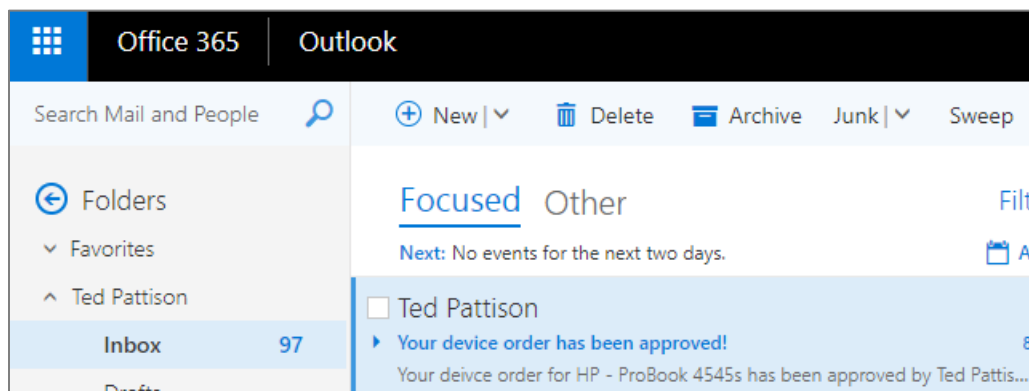 Office 365 Outlook
Search Mail and People
New Delete Archive Junk Sweep
Folders
Favorites
Ted Pattison
Inbox 97
Focused Other
Next: No events for the next two days.
Ted Pattison
Your device order has been approved!
Your deivce order for HP - ProBook 4545s has been approved by Ted Pattis...